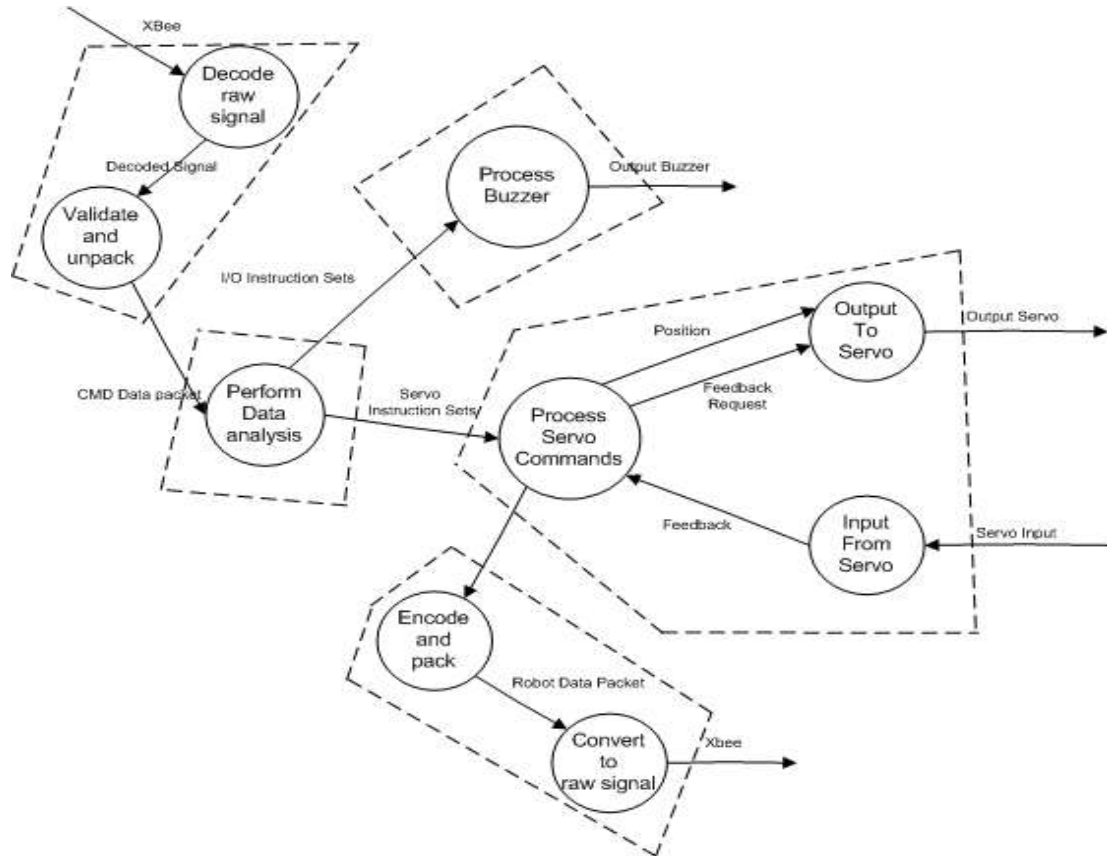 XBee
Decode
raw
signal
Decoded Signal
Validate
and
unpack
Process
Buzzer
Output Buzzer
I/O Instruction Sets
CMD Data packet
Perform
Data
analysis
Servo
Instruction Sets
Process
Servo
Commands
Position
Feedback
Request
Output
To
Servo
Output Servo
Feedback
Input
From
Servo
Servo Input
Encode
and
pack
Robot Data Packet
Convert
to
raw signal
Xbee